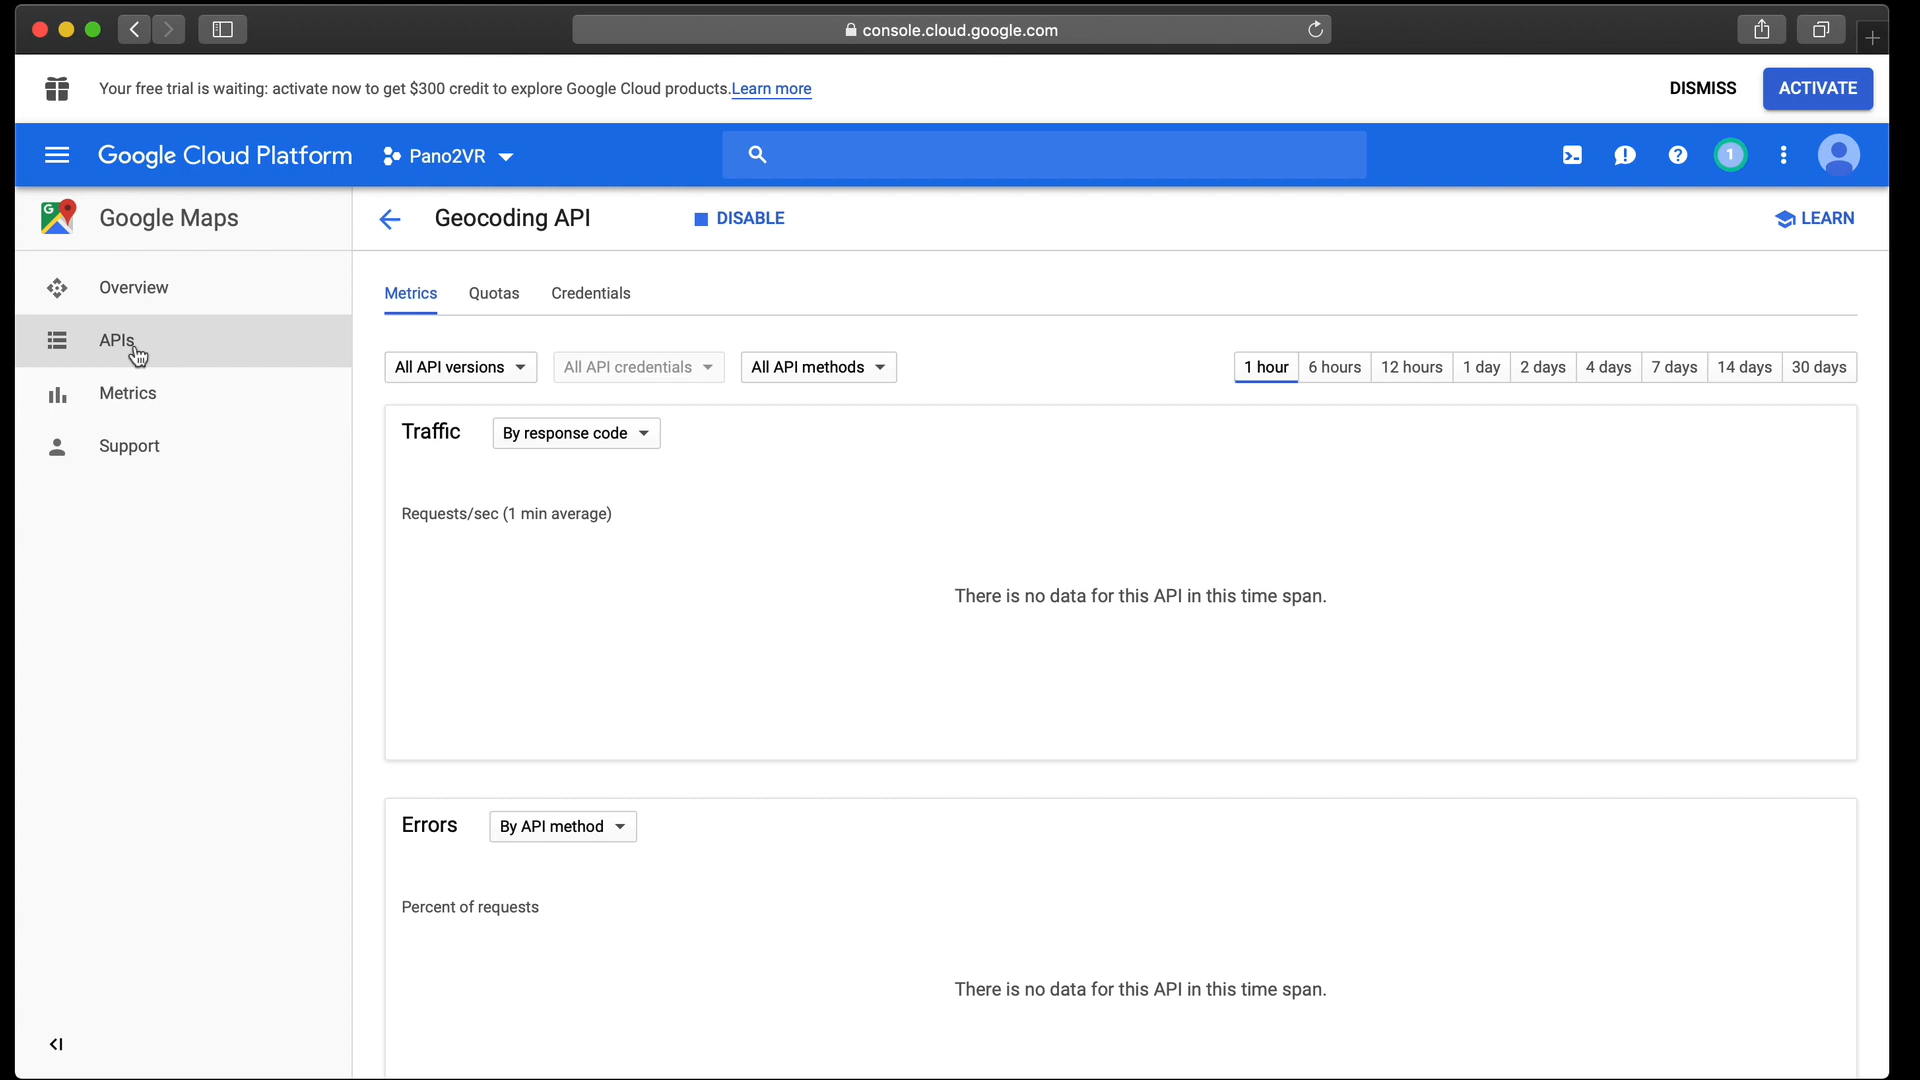 console.cloud.google.com
Your free trial is waiting: activate now to get $300 credit to explore Google Cloud products. Learn more
DISMISS
ACTIVATE
Google Cloud Platform
Pano2VR
1
G
Google Maps
Geocoding API
DISABLE
LEARN
Overview
APIs
Metrics
Support
Metrics
Quotas
Credentials
All API versions
All API credentials
All API methods
1 hour
6 hours
12 hours
1 day
2 days
4 days
7 days
14 days
30 days
Traffic
By response code
Requests/sec (1 min average)
There is no data for this API in this time span.
Errors
By API method
Percent of requests
There is no data for this API in this time span.